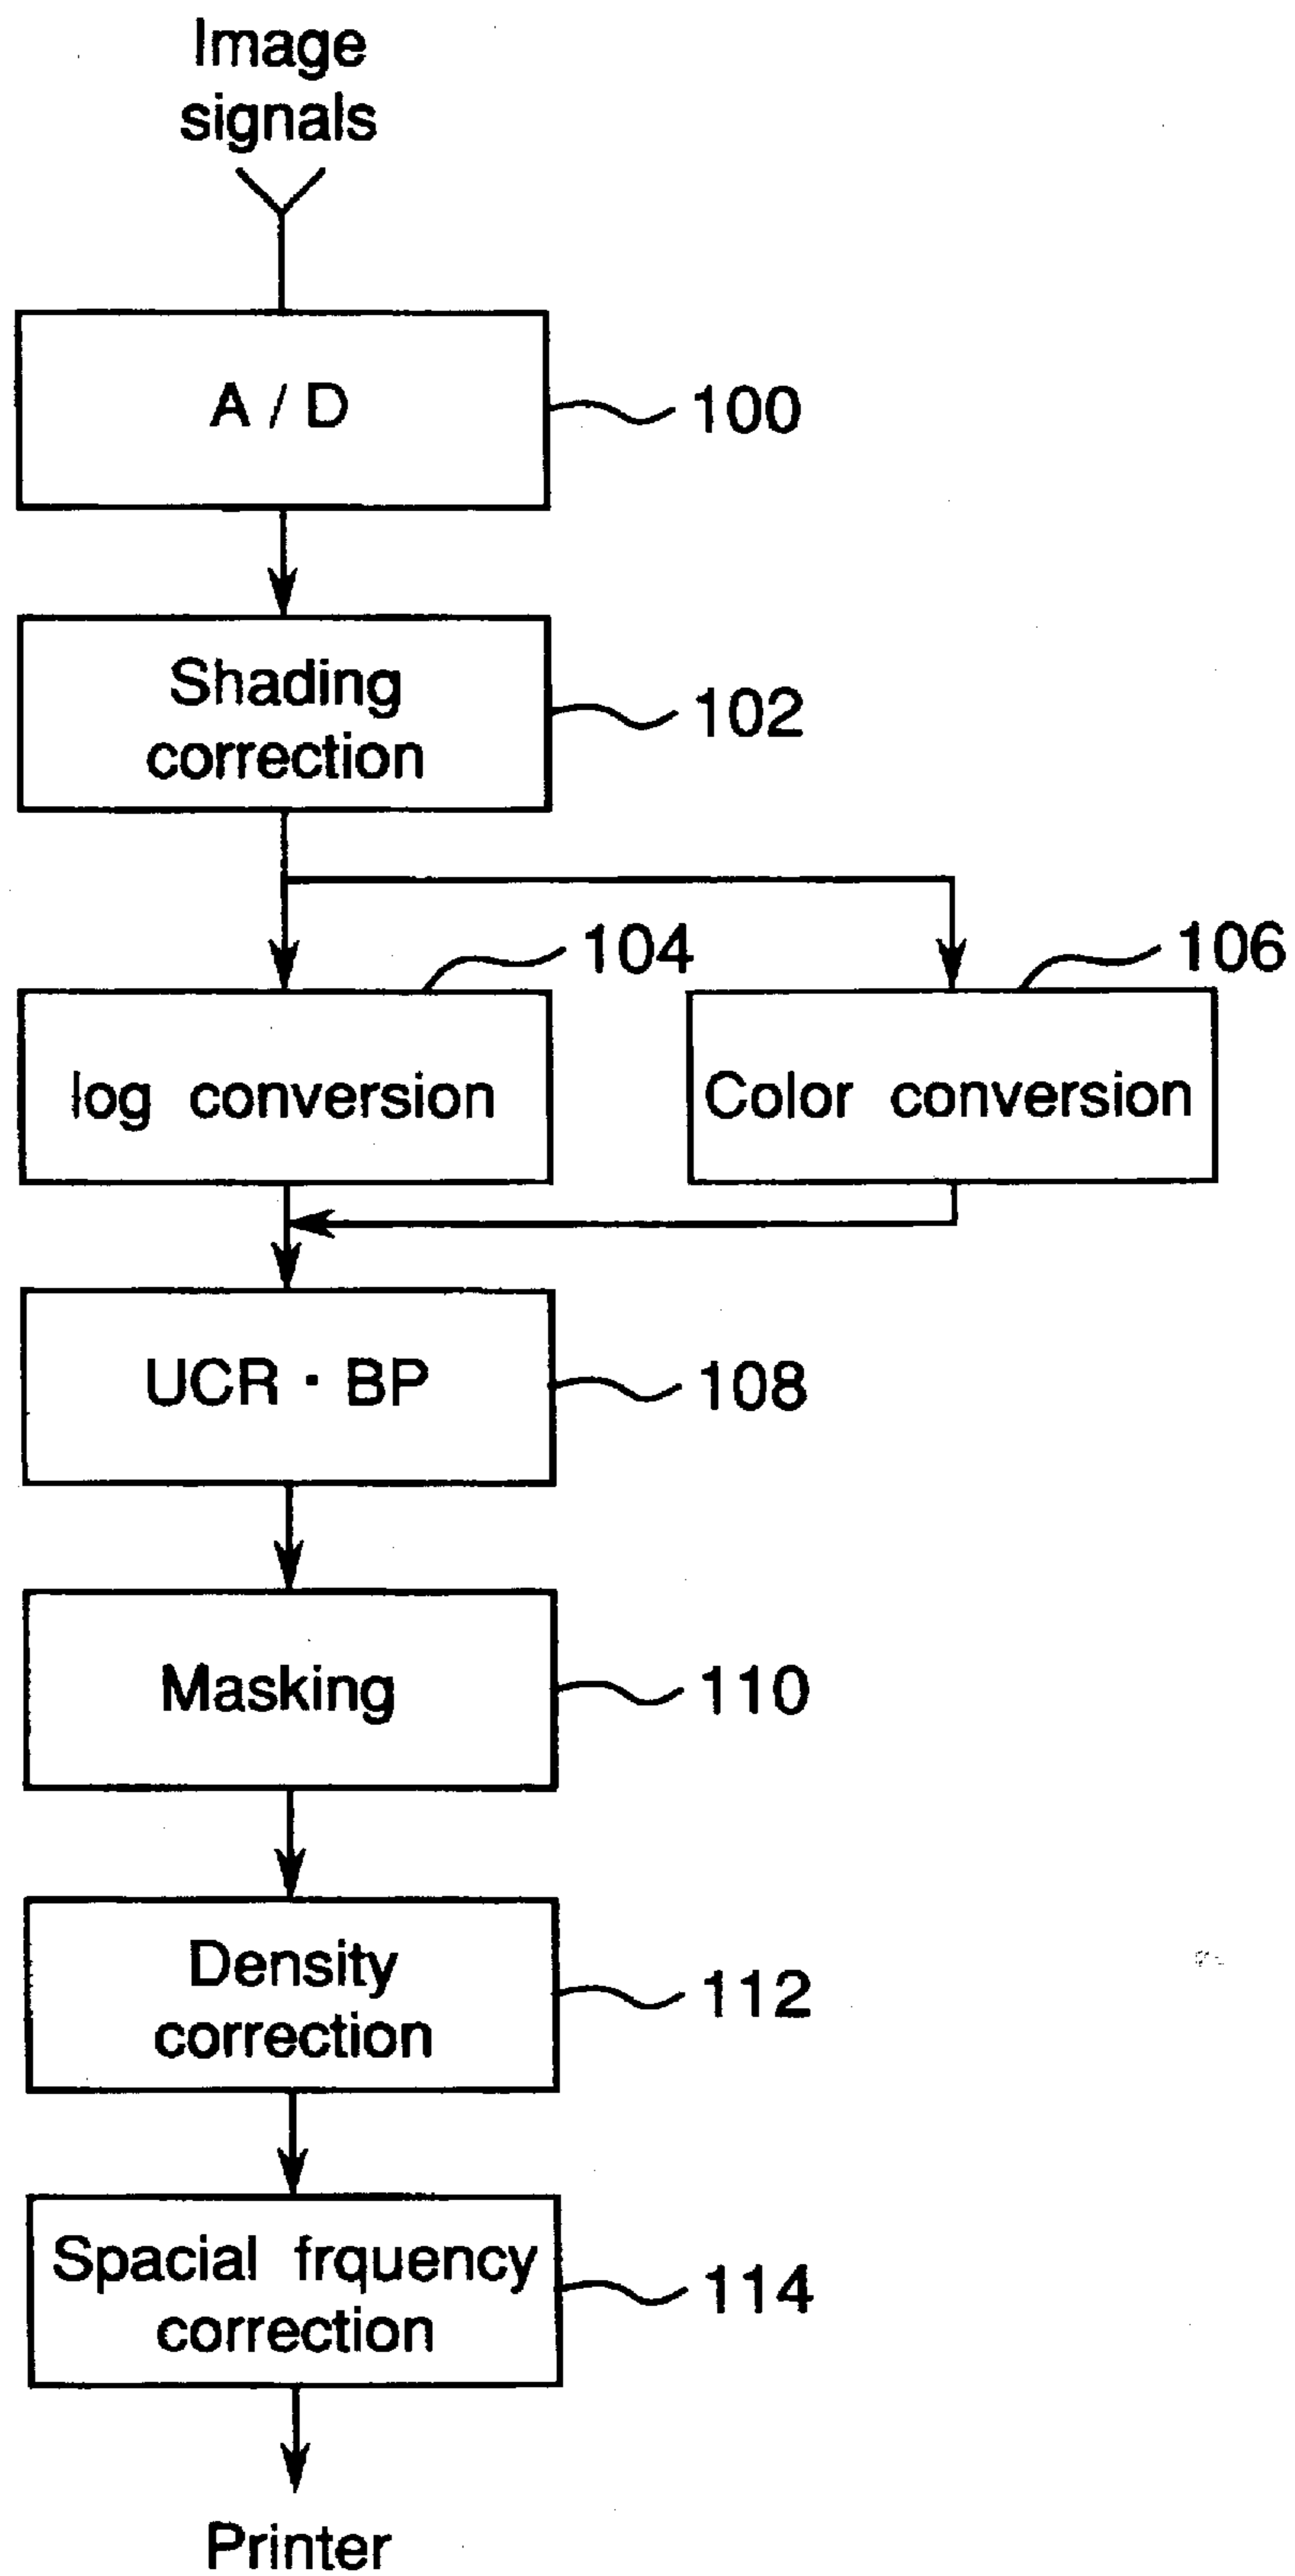 Image
signals
A / D
100
Shading
correction
102
104
106
log conversion
Color conversion
UCR · BP
108
Masking
110
Density
correction
112
Spacial frquency
correction
114
Printer